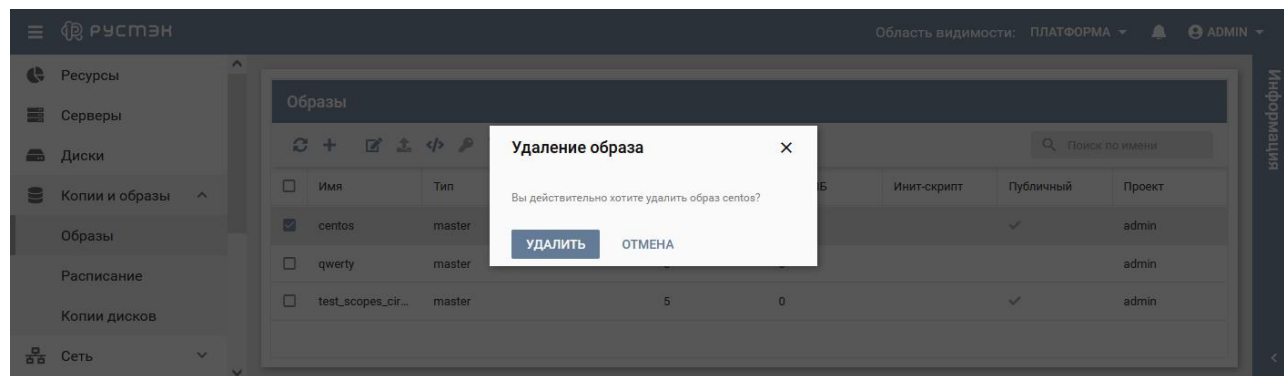 РУСТЭК
Область видимости: ПЛАТФОРМА
ADMIN
Ресурсы
Серверы
Диски
Копии и образы
Образы
Расписание
Копии дисков
Сеть
Образы
Поиск по имени
Имя Тип Инит-скрипт Публичный Проект
centos master admin
qwerty master admin
test_scopes_cir... master 5 0 admin
Удаление образа
Вы действительно хотите удалить образ centos?
УДАЛИТЬ ОТМЕНА
Информация